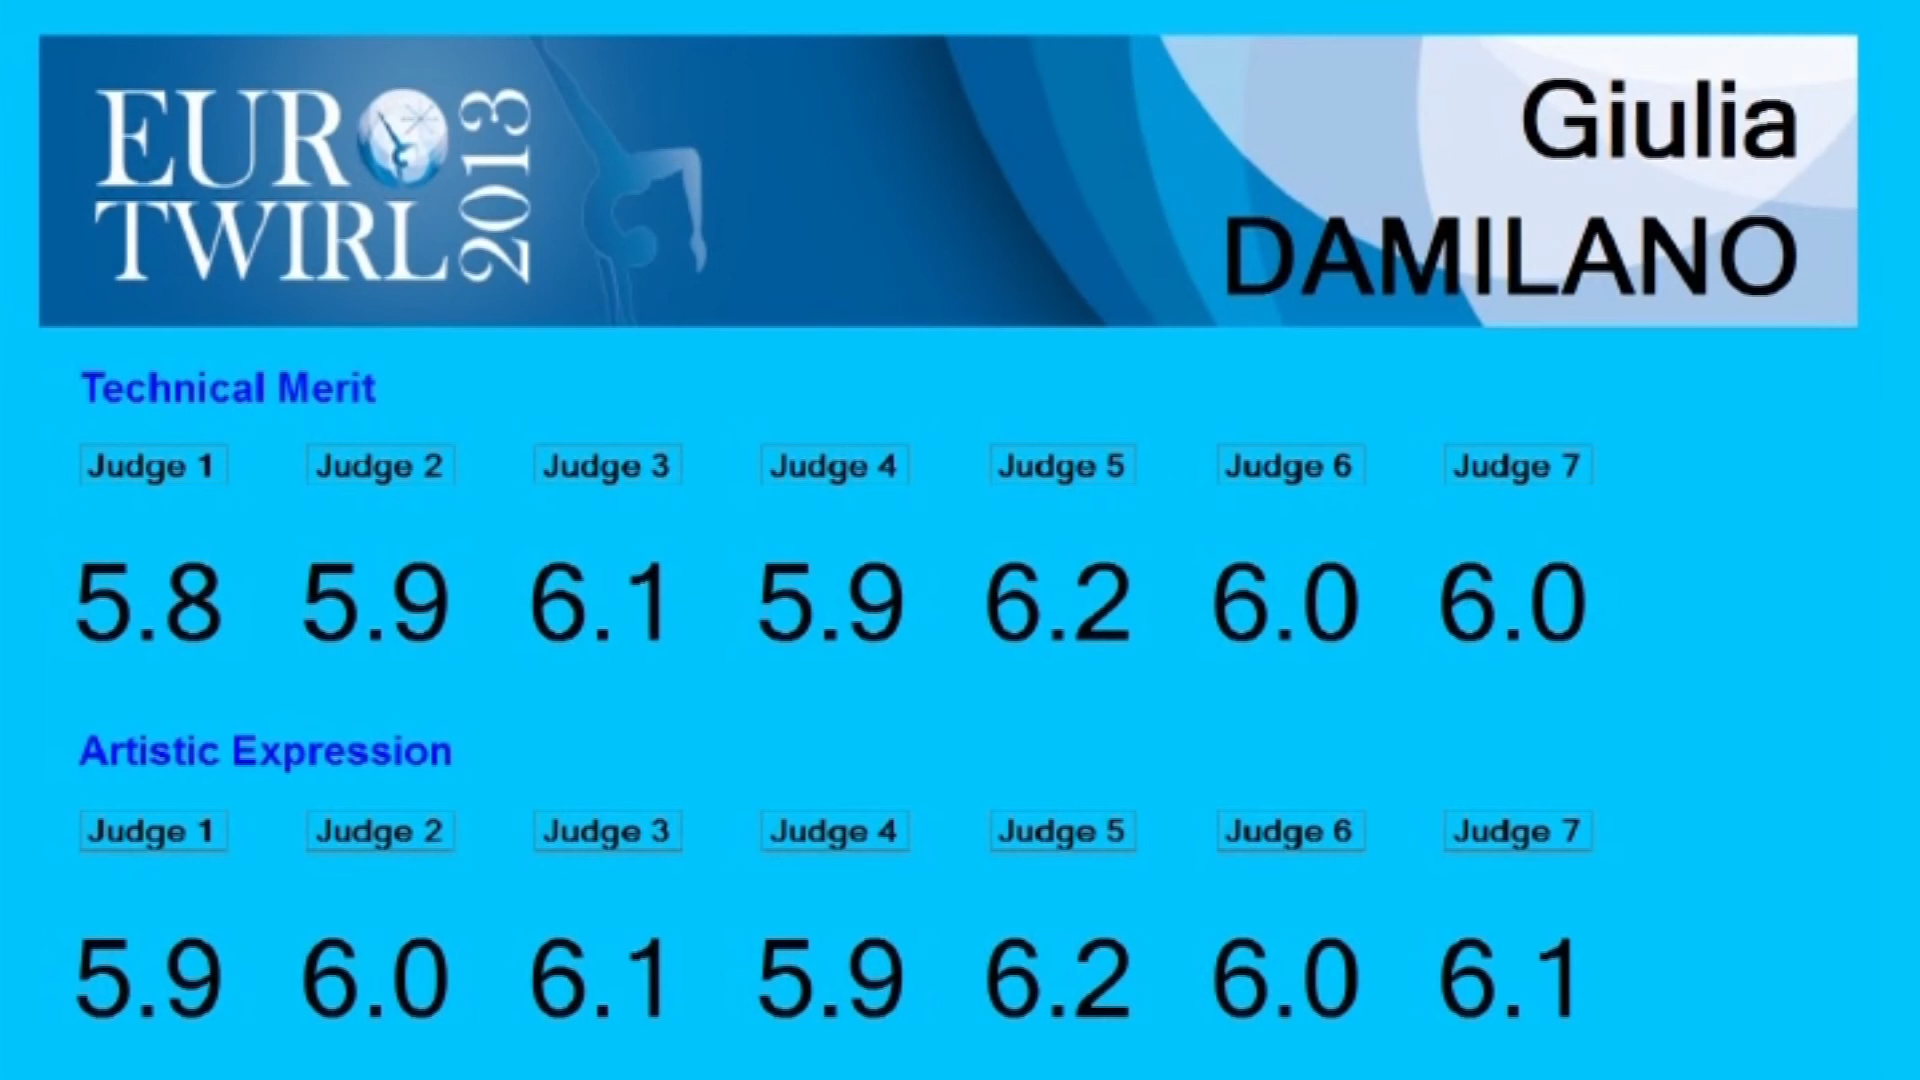 EURO
TWIRL
2013
Giulia
DAMILANO
Technical Merit
Judge 1 Judge 2 Judge 3 Judge 4 Judge 5 Judge 6 Judge 7
5.8 5.9 6.1 5.9 6.2 6.0 6.0
Artistic Expression
Judge 1 Judge 2 Judge 3 Judge 4 Judge 5 Judge 6 Judge 7
5.9 6.0 6.1 5.9 6.2 6.0 6.1